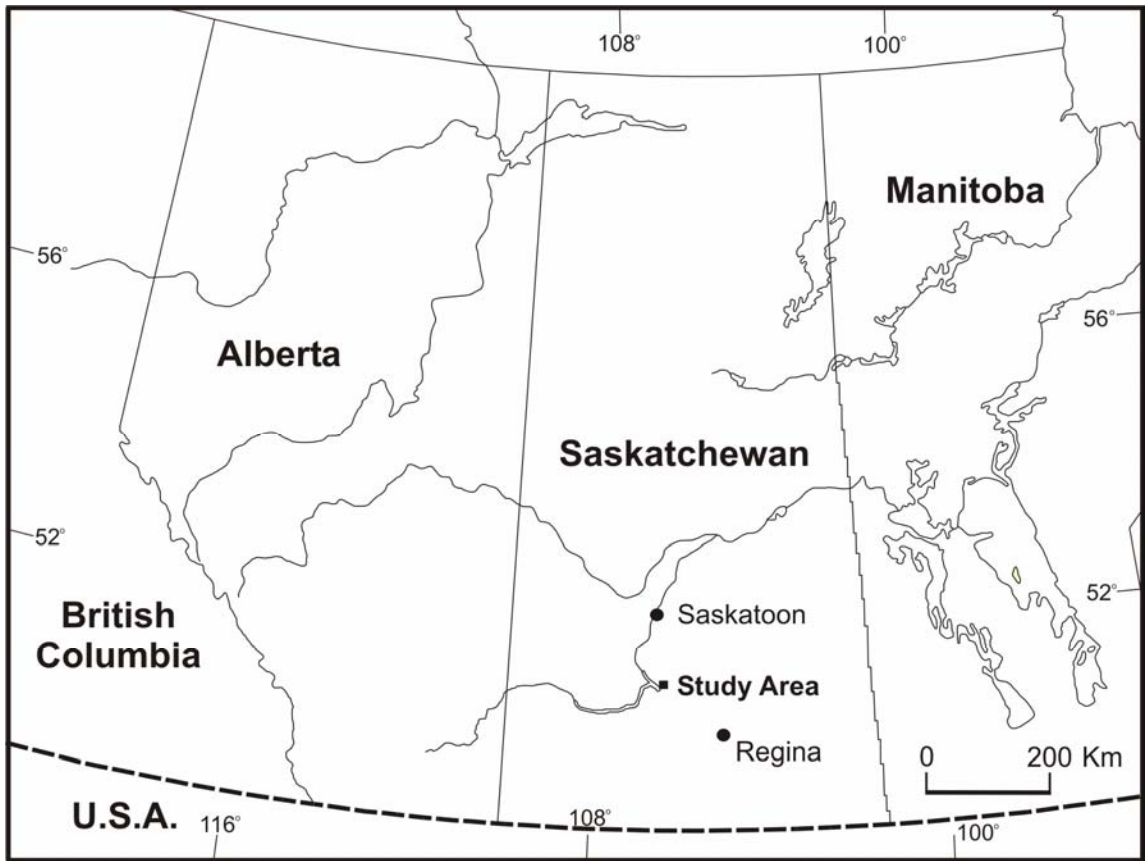 108°
100°
Manitoba
56°
56°
Alberta
Saskatchewan
52°
52°
British
Columbia
Saskatoon
Study Area
Regina
0 200 Km
U.S.A.
116°
108°
100°